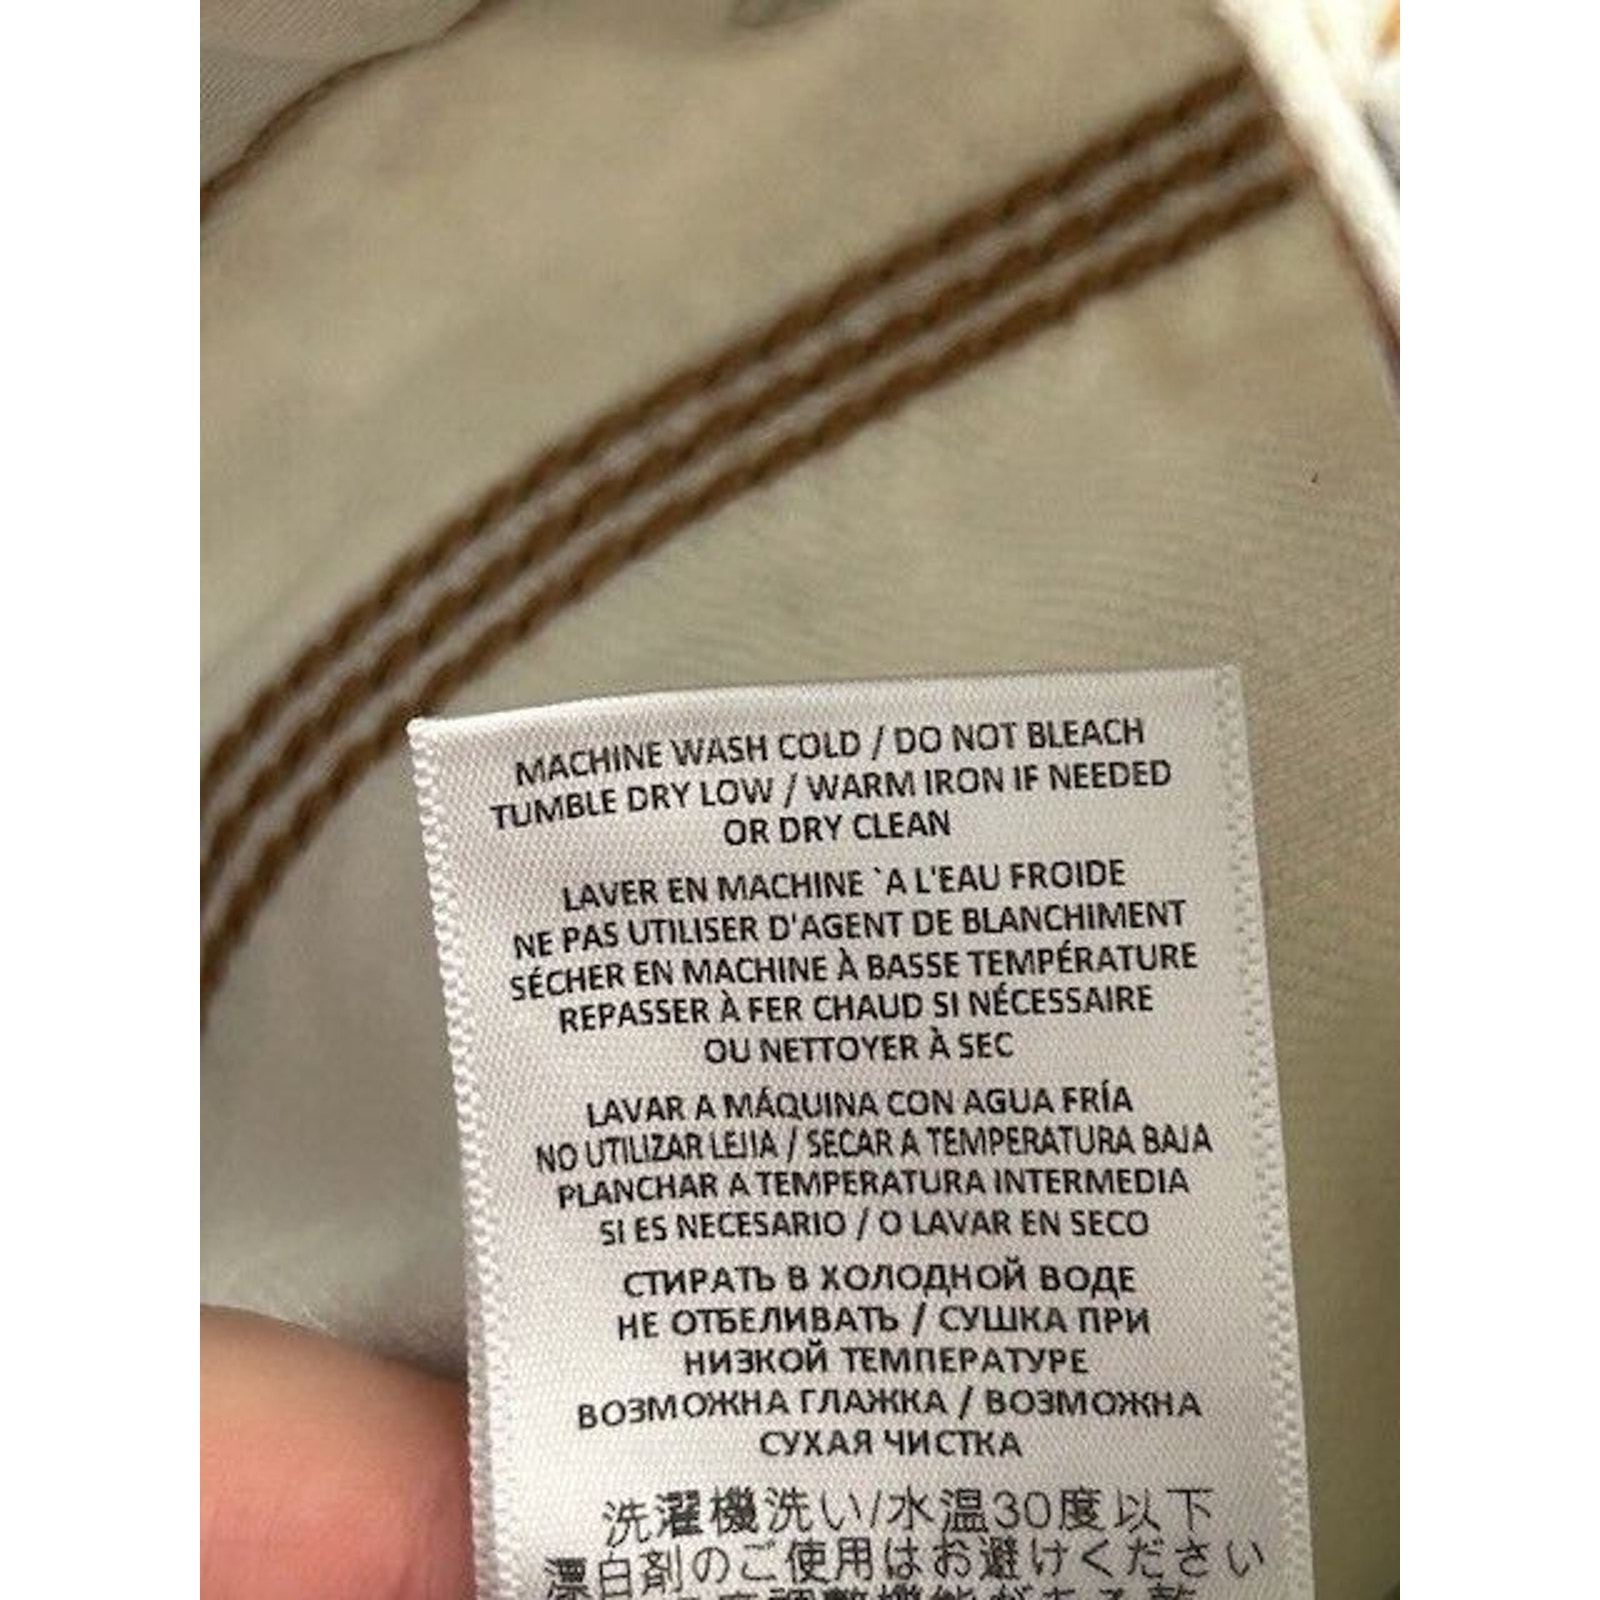 MACHINE WASH COLD / DO NOT BLEACH
TUMBLE DRY LOW / WARM IRON IF NEEDED
OR DRY CLEAN
LAVER EN MACHINE `A L'EAU FROIDE
NE PAS UTILISER D'AGENT DE BLANCHIMENT
SÉCHER EN MACHINE À BASSE TEMPÉRATURE
REPASSER À FER CHAUD SI NÉCESSAIRE
OU NETTOYER À SEC
LAVAR A MÁQUINA CON AGUA FRÍA
NO UTILIZAR LEJIA / SECAR A TEMPERATURA BAJA
PLANCHAR A TEMPERATURA INTERMEDIA
SI ES NECESARIO / O LAVAR EN SECO
СТИРАТЬ В ХОЛОДНОЙ ВОДЕ
НЕ ОТБЕЛИВАТЬ / СУШКА ПРИ
НИЗКОЙ ТЕМПЕРАТУРЕ
ВОЗМОЖНА ГЛАЖКА / ВОЗМОЖНА
СУХАЯ ЧИСТКА
洗濯機洗い/水温30度以下
漂白剤のご使用はお避けください